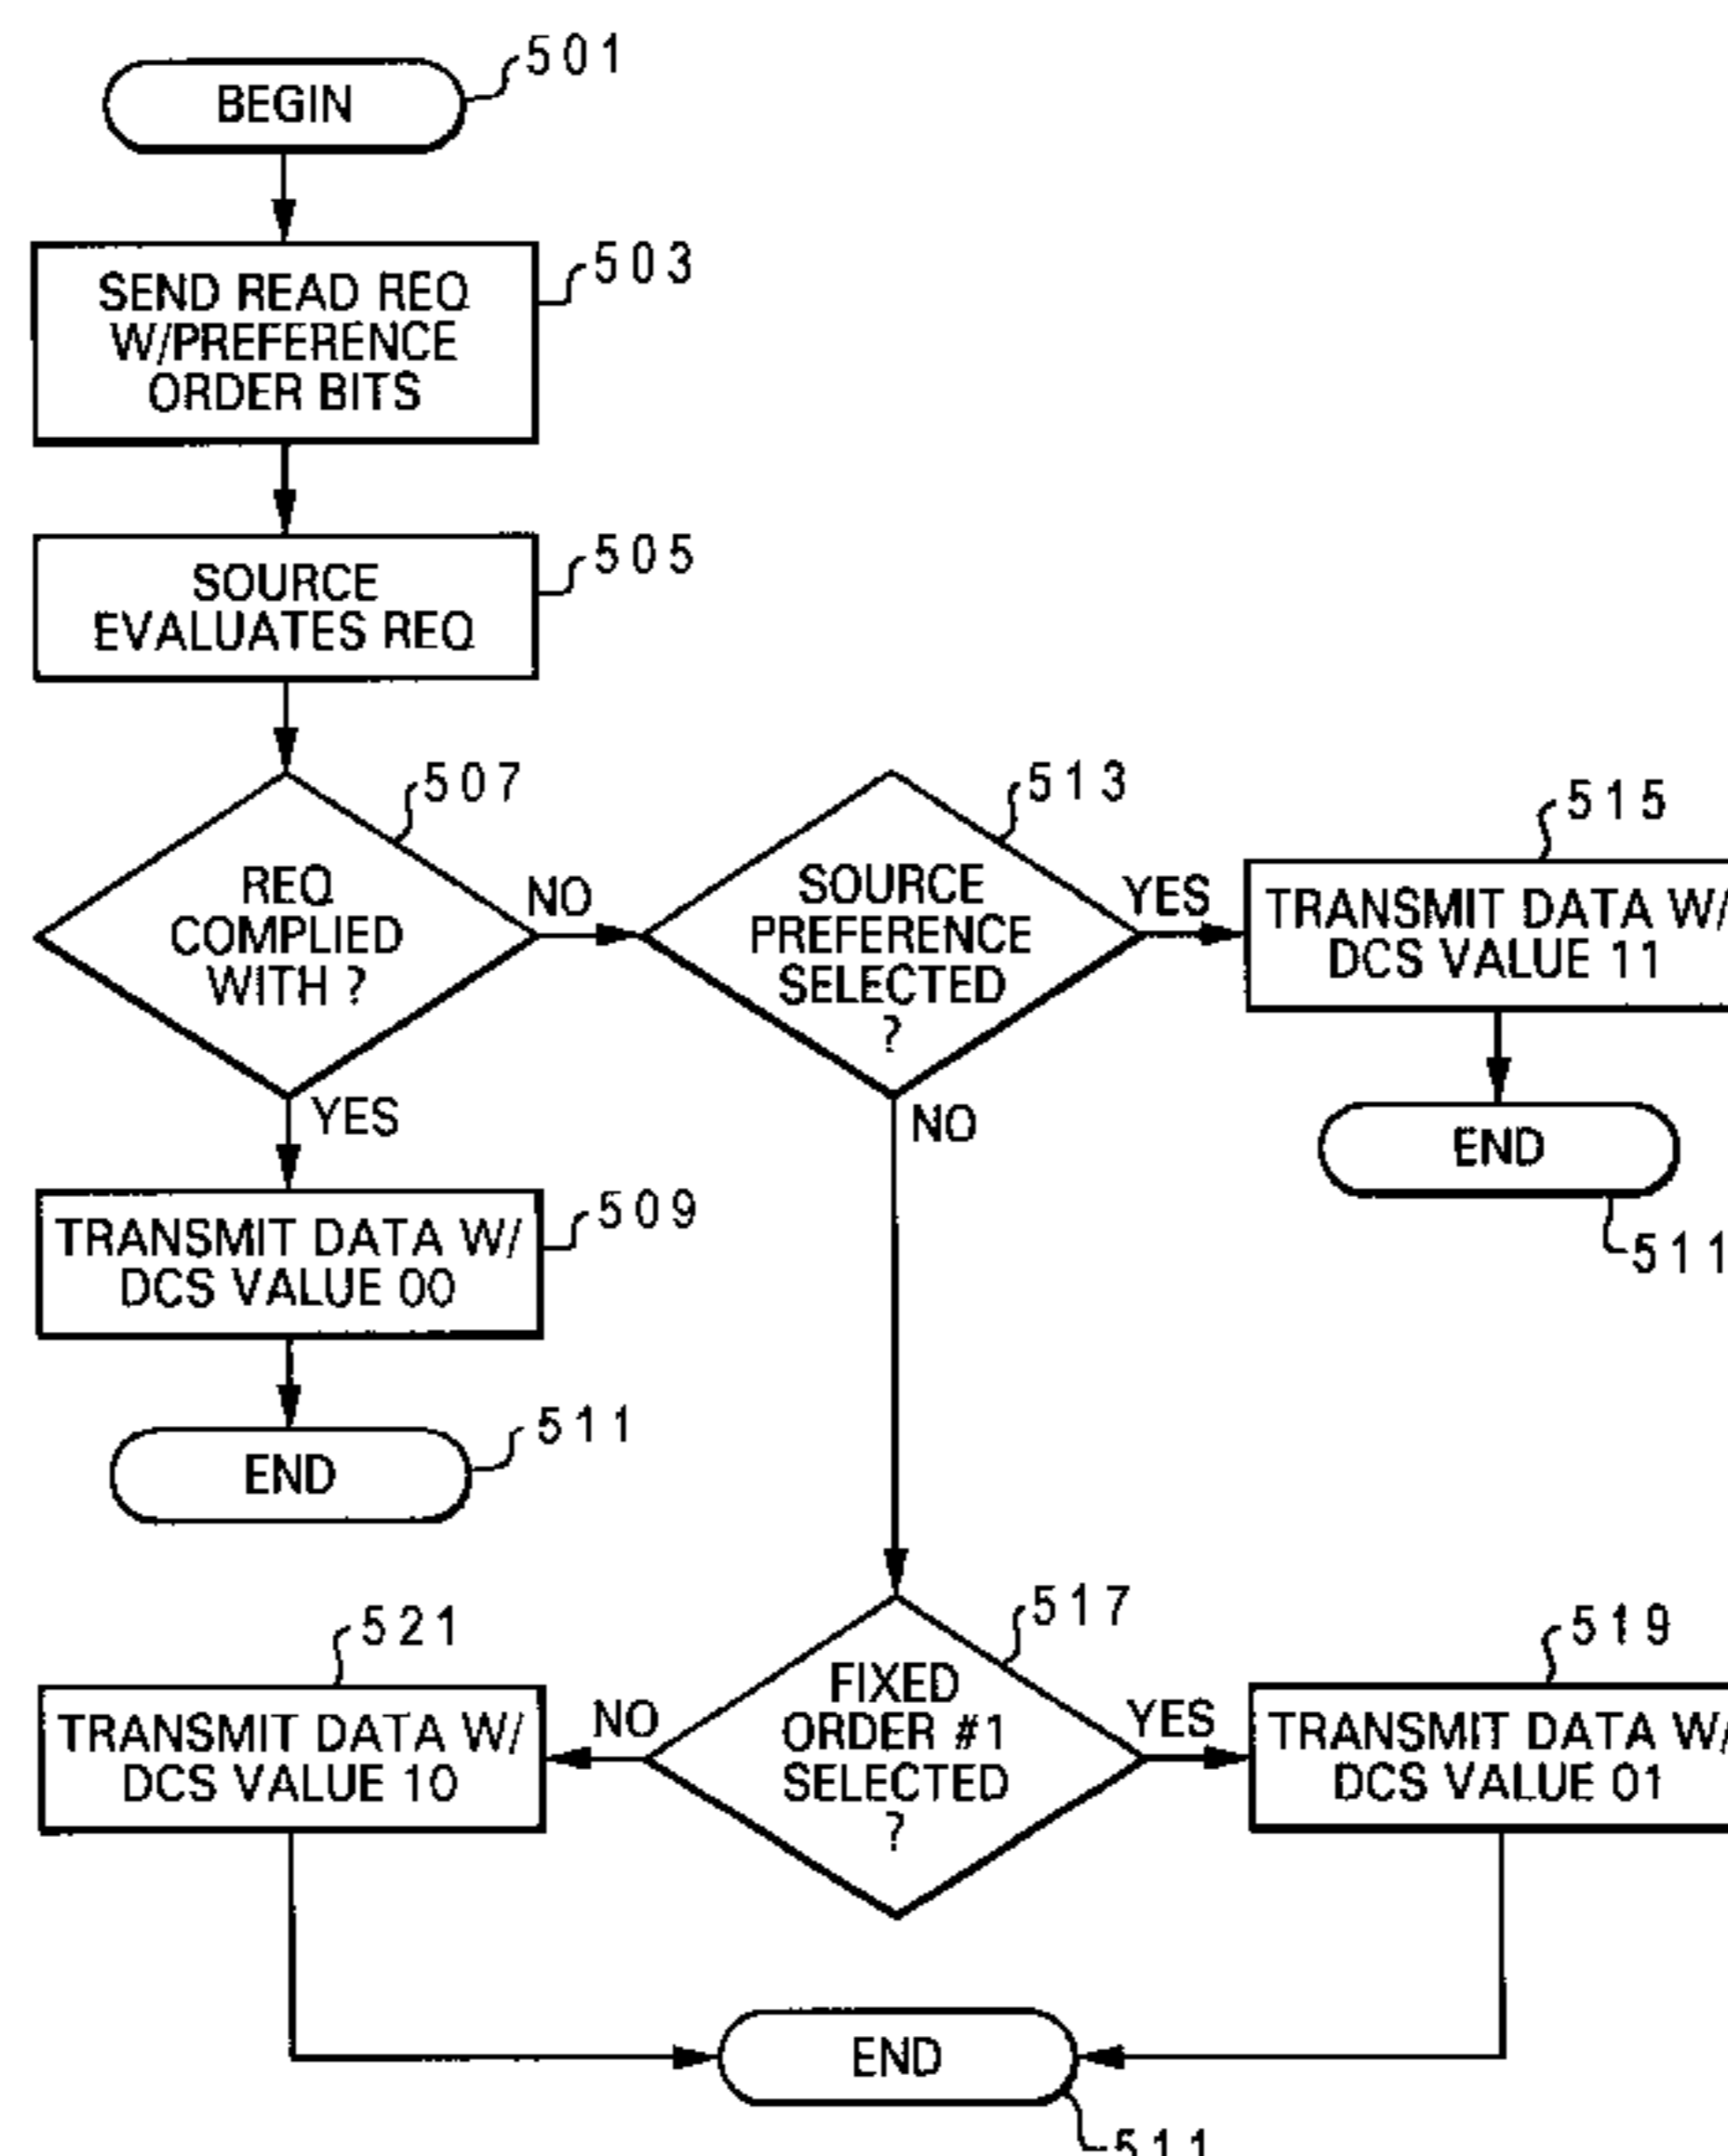 501
BEGIN
503
SEND READ REQ
W/PREFERENCE
ORDER BITS
505
SOURCE
EVALUATES REQ
507
REQ
COMPLIED
WITH ?
NO
YES
513
SOURCE
PREFERENCE
SELECTED
?
YES
NO
515
TRANSMIT DATA W/
DCS VALUE 11
END
511
509
TRANSMIT DATA W/
DCS VALUE 00
511
END
517
FIXED
ORDER #1
SELECTED
?
NO
YES
521
TRANSMIT DATA W/
DCS VALUE 10
519
TRANSMIT DATA W/
DCS VALUE 01
END
511